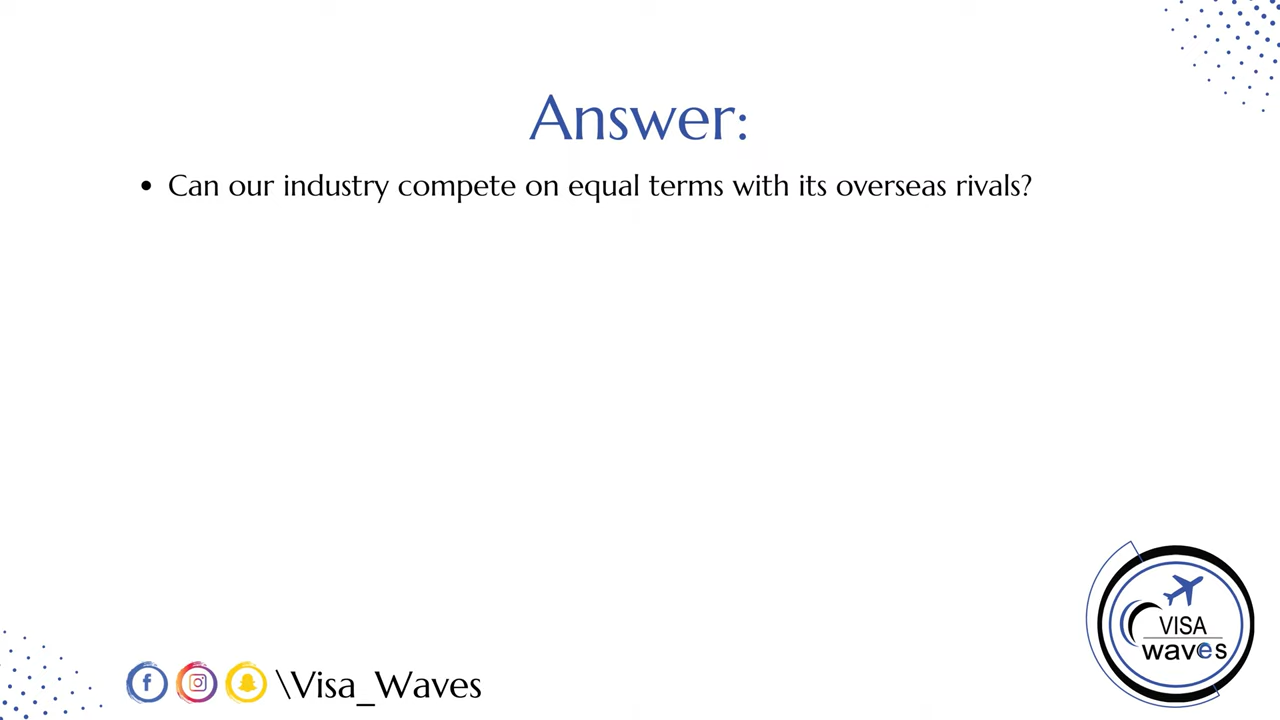 Answer:
• Can our industry compete on equal terms with its overseas rivals?
VISA
waves
\Visa_Waves